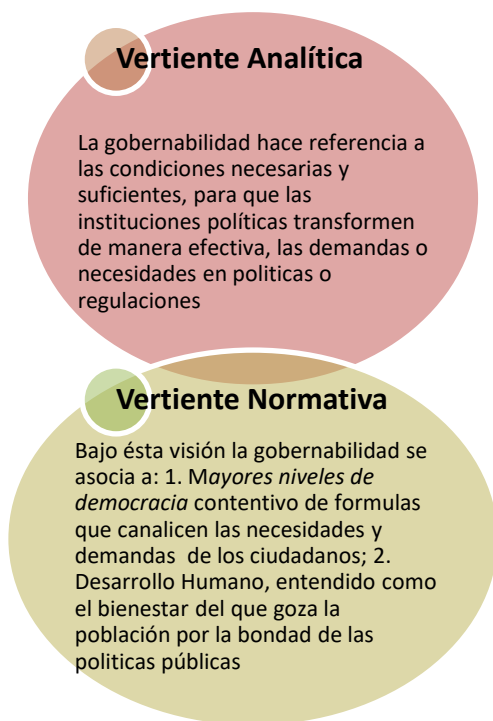 Vertiente Analítica
La gobernabilidad hace referencia a
las condiciones necesarias y
suficientes, para que las
instituciones políticas transformen
de manera efectiva, las demandas o
necesidades en politicas o
regulaciones
Vertiente Normativa
Bajo ésta visión la gobernabilidad se
asocia a: 1. Mayores niveles de
democracia contentivo de formulas
que canalicen las necesidades y
demandas de los ciudadanos; 2.
Desarrollo Humano, entendido como
el bienestar del que goza la
población por la bondad de las
politicas públicas